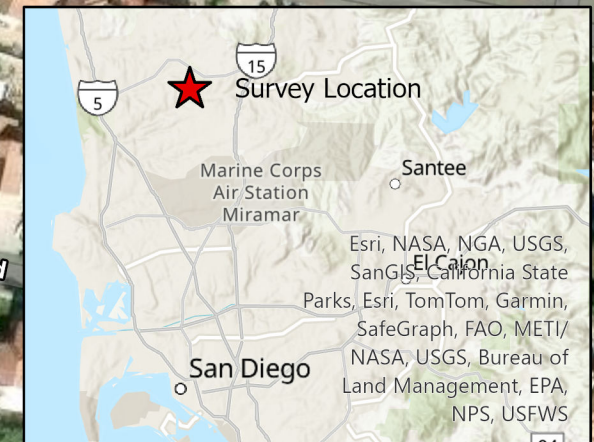 15
5
Survey Location
Marine Corps
Air Station
Miramar
Santee
El Cajon
Esri, NASA, NGA, USGS,
SanGIS, California State
Parks, Esri, TomTom, Garmin,
SafeGraph, FAO, METI/
NASA, USGS, Bureau of
Land Management, EPA,
NPS, USFWS
San Diego